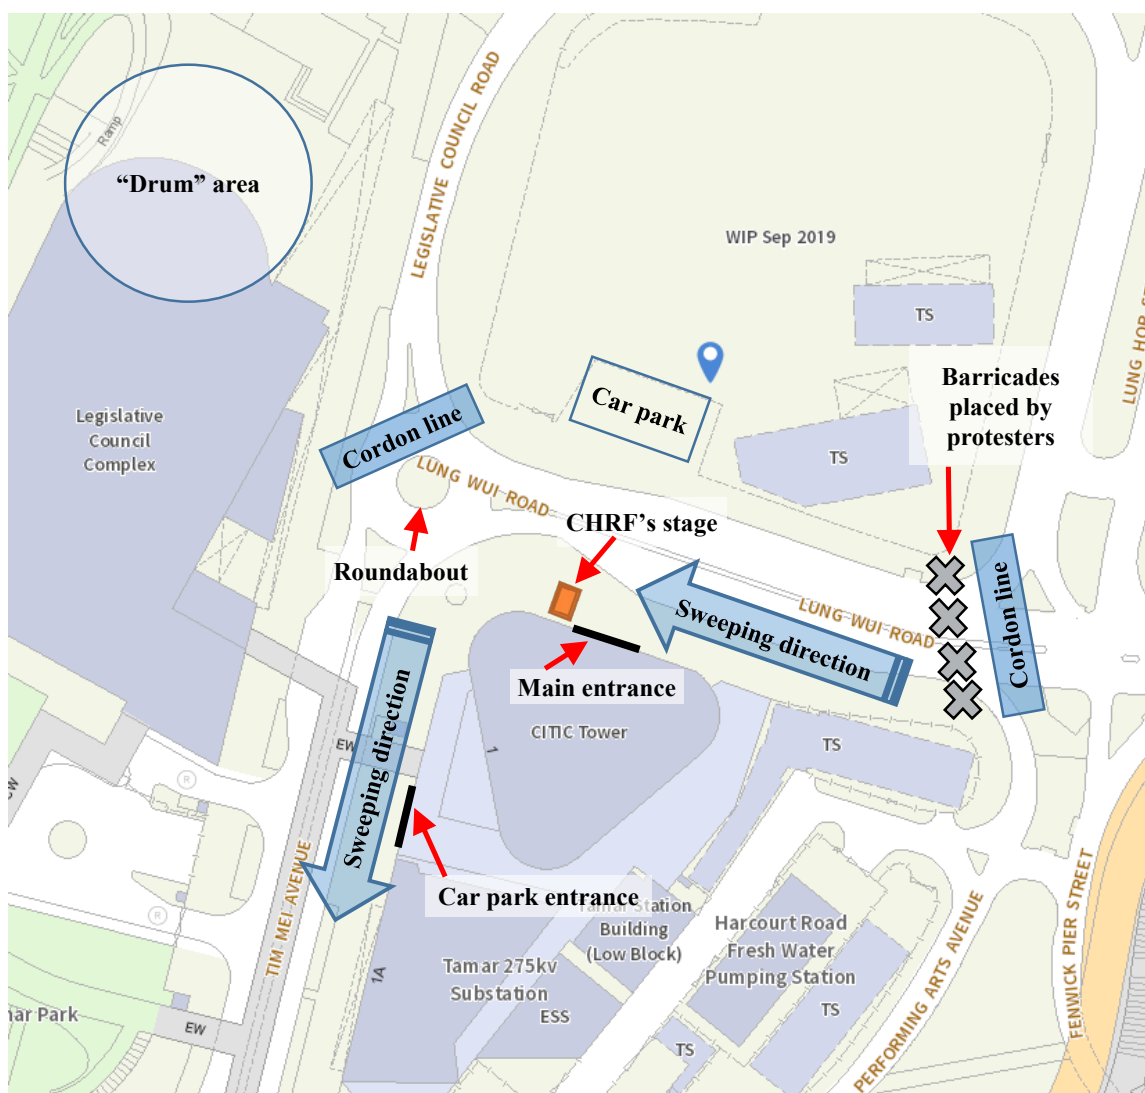 LEGISLATIVE COUNCIL ROAD
Ramp
“Drum” area
WIP Sep 2019
TS
LUNG HOP
Car park
Barricades
placed by
protesters
Cordon line
Legislative
Council
Complex
TS
LUNG WUI ROAD
CHRF’s stage
Roundabout
Sweeping direction
LUNG WUI ROAD
Cordon line
Main entrance
CITIC Tower
1
TS
EW
Sweeping direction
R
Car park entrance
R
TIM MEI AVENUE
Tamar Station
Building
(Low Block)
Harcourt Road
Fresh Water
Pumping Station
PERFORMING ARTS AVENUE
FENWICK PIER STREET
Tamar 275kv
Substation
1A
ESS
TS
TS
EW
mar Park